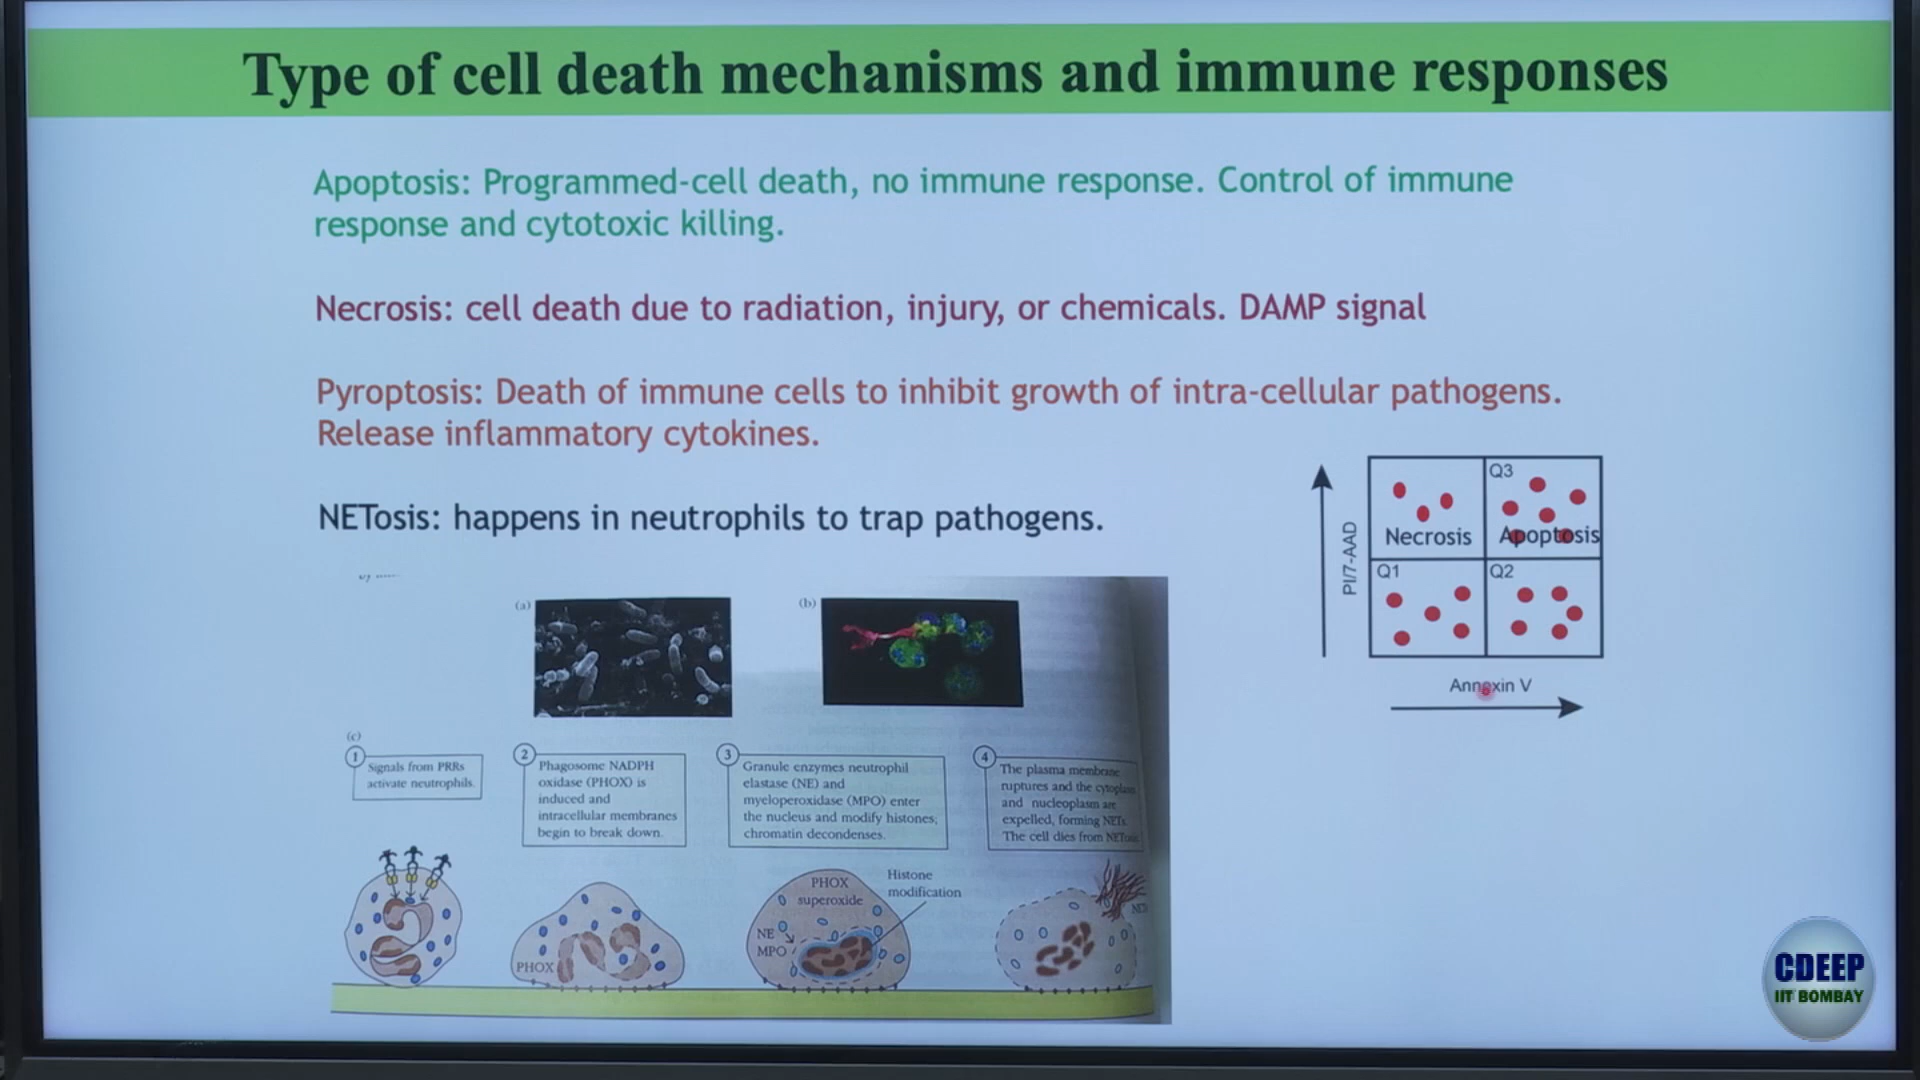 Type of cell death mechanisms and immune responses
Apoptosis: Programmed-cell death, no immune response. Control of immune
response and cytotoxic killing.
Necrosis: cell death due to radiation, injury, or chemicals. DAMP signal
Pyroptosis: Death of immune cells to inhibit growth of intra-cellular pathogens.
Release inflammatory cytokines.
NETosis: happens in neutrophils to trap pathogens.
Q3
Necrosis
Apoptosis
Q1
Q2
PI/7-AAD
Annexin V
(a)
(b)
(c)
1
Signals from PRRs
activate neutrophils.
2
Phagosome NADPH
oxidase (PHOX) is
induced and
intracellular membranes
begin to break down.
3
Granule enzymes neutrophil
elastase (NE) and
myeloperoxidase (MPO) enter
the nucleus and modify histones;
chromatin decondenses.
4
The plasma membrane
ruptures and the cytoplasm
and nucleoplasm are
expelled, forming NETs.
The cell dies from NETosis
PHOX
PHOX
superoxide
NE
MPO
Histone
modification
CDEEP
IIT BOMBAY